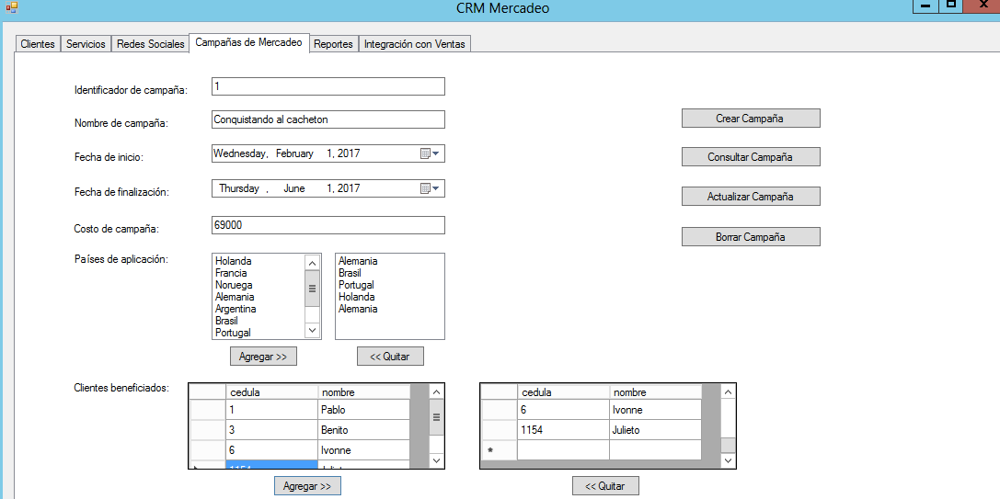 CRM Mercadeo
Clientes Servicios Redes Sociales Campañas de Mercadeo Reportes Integración con Ventas
Identificador de campaña: 1
Nombre de campaña: Conquistando al cacheton
Crear Campaña
Fecha de inicio: Wednesday, February 1, 2017
Consultar Campaña
Fecha de finalización: Thursday , June 1, 2017
Actualizar Campaña
Costo de campaña: 69000
Borrar Campaña
Países de aplicación:
Holanda
Francia
Noruega
Alemania
Argentina
Brasil
Portugal
Alemania
Brasil
Portugal
Holanda
Alemania
Agregar >>
<< Quitar
Clientes beneficiados:
cedula nombre
1 Pablo
3 Benito
6 Ivonne
1154 Julieto
cedula nombre
6 Ivonne
1154 Julieto
*
Agregar >>
<< Quitar